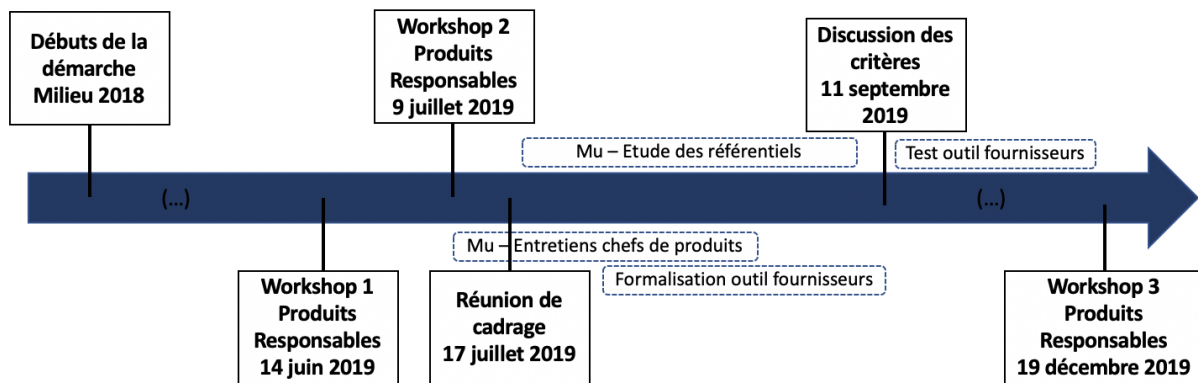 Débuts de la
démarche
Milieu 2018
Workshop 2
Produits
Responsables
9 juillet 2019
Discussion des
critères
11 septembre
2019
Mu – Etude des référentiels
Test outil fournisseurs
(...)
(...)
Mu – Entretiens chefs de produits
Formalisation outil fournisseurs
Workshop 1
Produits
Responsables
14 juin 2019
Réunion de
cadrage
17 juillet 2019
Workshop 3
Produits
Responsables
19 décembre 2019